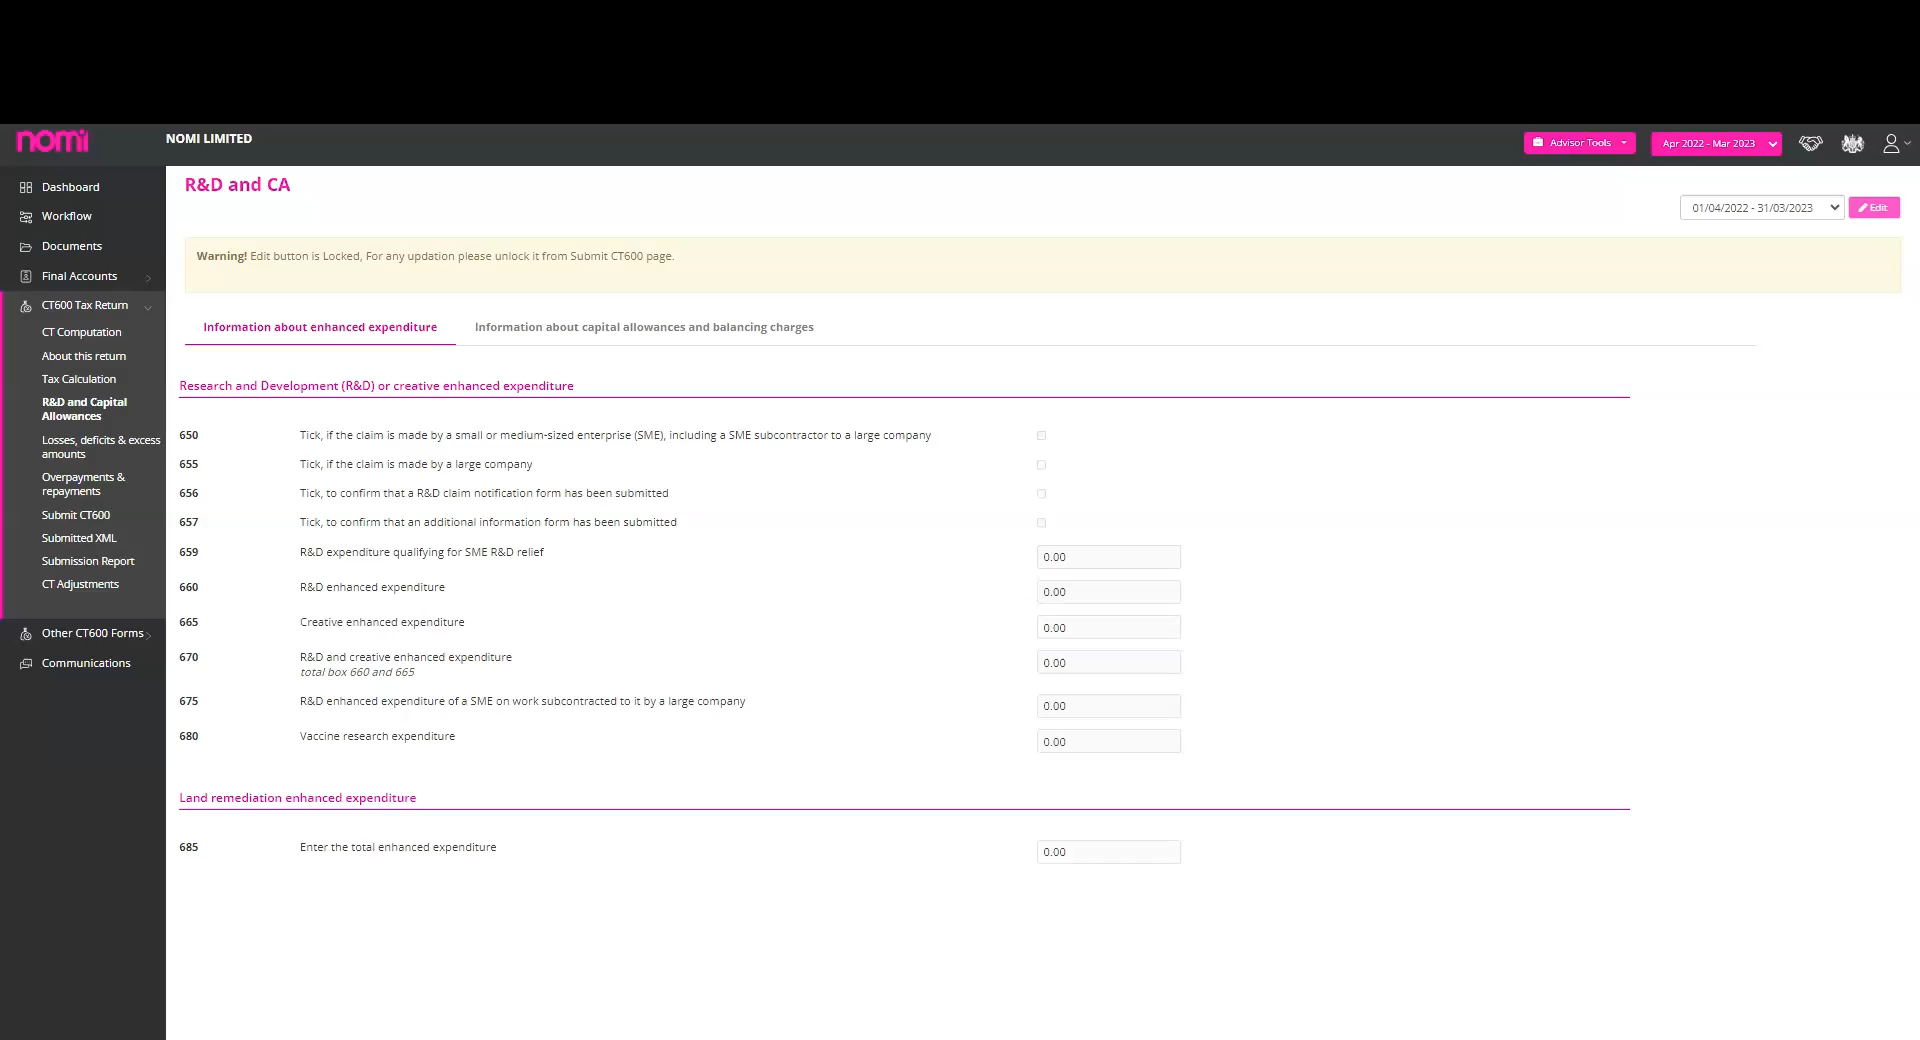 nomi
NOMI LIMITED
Advisor Tools
Apr 2022 - Mar 2023
Dashboard
Workflow
Documents
Final Accounts
CT600 Tax Return
CT Computation
About this return
Tax Calculation
R&D and Capital
Allowances
Losses, deficits & excess
amounts
Overpayments &
repayments
Submit CT600
Submitted XML
Submission Report
CT Adjustments
Other CT600 Forms
Communications
R&D and CA
01/04/2022 - 31/03/2023
Edit
Warning! Edit button is Locked, For any updation please unlock it from Submit CT600 page.
Information about enhanced expenditure
Information about capital allowances and balancing charges
Research and Development (R&D) or creative enhanced expenditure
650 Tick, if the claim is made by a small or medium-sized enterprise (SME), including a SME subcontractor to a large company
655 Tick, if the claim is made by a large company
656 Tick, to confirm that a R&D claim notification form has been submitted
657 Tick, to confirm that an additional information form has been submitted
659 R&D expenditure qualifying for SME R&D relief 0.00
660 R&D enhanced expenditure 0.00
665 Creative enhanced expenditure 0.00
670 R&D and creative enhanced expenditure 0.00
total box 660 and 665
675 R&D enhanced expenditure of a SME on work subcontracted to it by a large company 0.00
680 Vaccine research expenditure 0.00
Land remediation enhanced expenditure
685 Enter the total enhanced expenditure 0.00